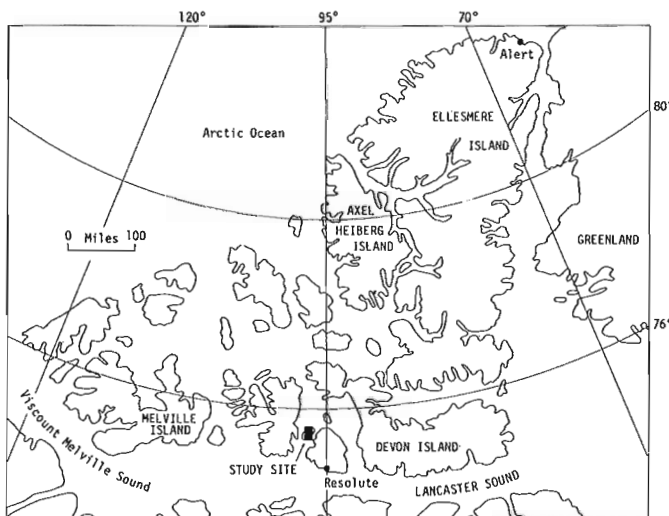 120° 95° 70°
Alert
80°
ELLESMERE
ISLAND
Arctic Ocean
AXEL
HEIBERG
ISLAND
0 Miles 100
GREENLAND
76°
Viscount Melville Sound
MELVILLE
ISLAND
DEVON ISLAND
STUDY SITE
Resolute
LANCASTER SOUND